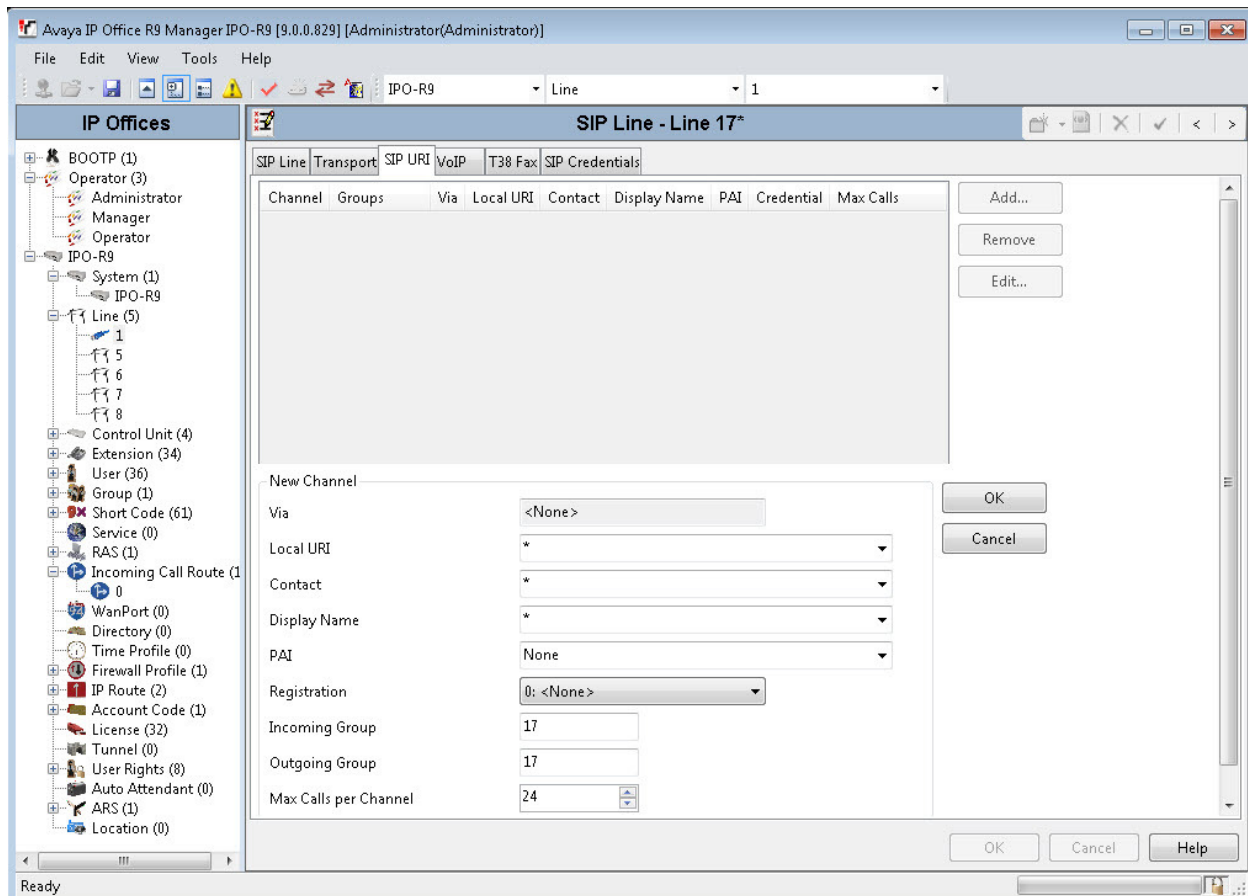 Avaya IP Office R9 Manager IPO-R9 [9.0.0.829] [Administrator(Administrator)]
File Edit View Tools Help
IPO-R9 Line 1
IP Offices
BOOTP (1)
Operator (3)
Administrator
Manager
Operator
IPO-R9
System (1)
IPO-R9
Line (5)
1
5
6
7
8
Control Unit (4)
Extension (34)
User (36)
Group (1)
Short Code (61)
Service (0)
RAS (1)
Incoming Call Route (1
0
WanPort (0)
Directory (0)
Time Profile (0)
Firewall Profile (1)
IP Route (2)
Account Code (1)
License (32)
Tunnel (0)
User Rights (8)
Auto Attendant (0)
ARS (1)
Location (0)
SIP Line - Line 17*
SIP Line Transport SIP URI VoIP T38 Fax SIP Credentials
Channel Groups Via Local URI Contact Display Name PAI Credential Max Calls
Add...
Remove
Edit...
New Channel
Via <None>
Local URI *
Contact *
Display Name *
PAI None
Registration 0: <None>
Incoming Group 17
Outgoing Group 17
Max Calls per Channel 24
OK
Cancel
OK Cancel Help
Ready